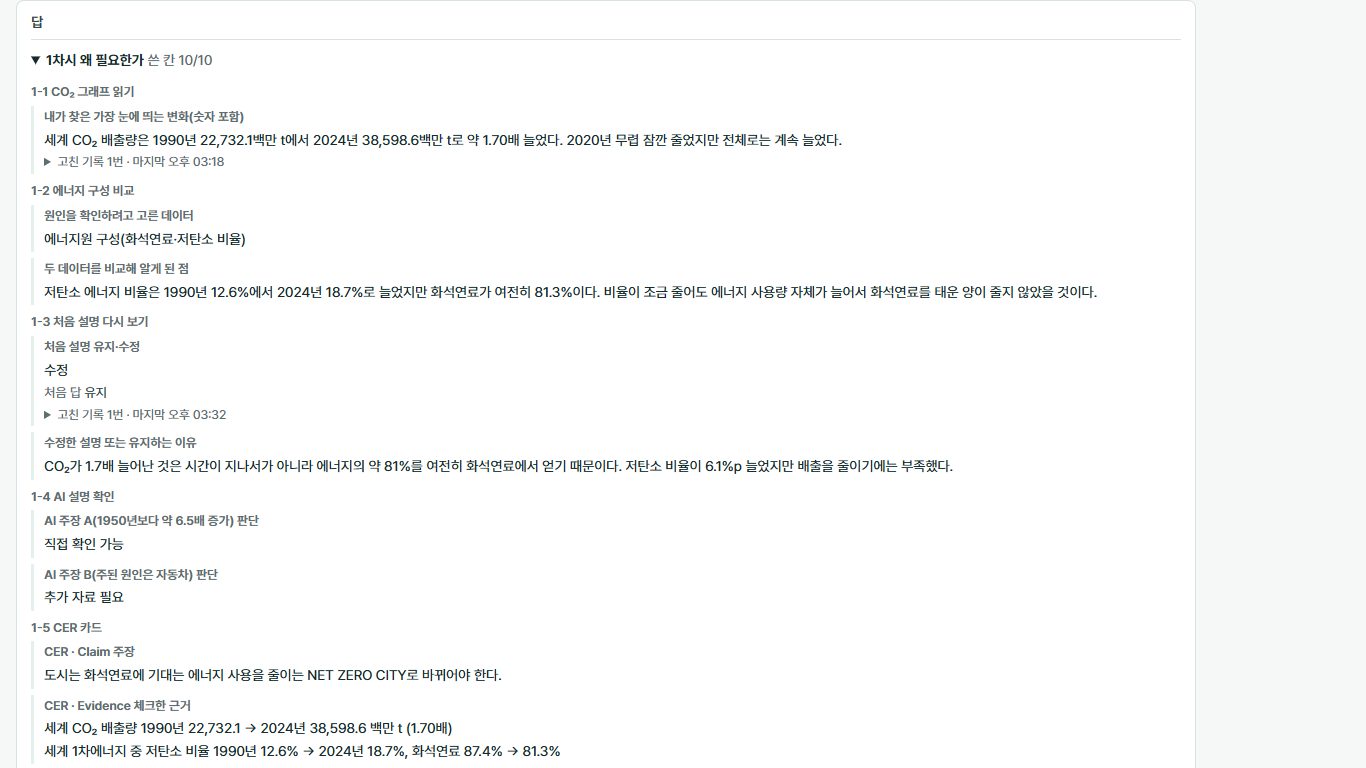 답
▼ 1차시 왜 필요한가 쓴 칸 10/10
1-1 CO₂ 그래프 읽기
내가 찾은 가장 눈에 띄는 변화(숫자 포함)
세계 CO₂ 배출량은 1990년 22,732.1백만 t에서 2024년 38,598.6백만 t로 약 1.70배 늘었다. 2020년 무렵 잠깐 줄었지만 전체로는 계속 늘었다.
▶ 고친 기록 1번 · 마지막 오후 03:18
1-2 에너지 구성 비교
원인을 확인하려고 고른 데이터
에너지원 구성(화석연료·저탄소 비율)
두 데이터를 비교해 알게 된 점
저탄소 에너지 비율은 1990년 12.6%에서 2024년 18.7%로 늘었지만 화석연료가 여전히 81.3%이다. 비율이 조금 줄어도 에너지 사용량 자체가 늘어서 화석연료를 태운 양이 줄지 않았을 것이다.
1-3 처음 설명 다시 보기
처음 설명 유지·수정
수정
처음 답 유지
▶ 고친 기록 1번 · 마지막 오후 03:32
수정한 설명 또는 유지하는 이유
CO₂가 1.7배 늘어난 것은 시간이 지나서가 아니라 에너지의 약 81%를 여전히 화석연료에서 얻기 때문이다. 저탄소 비율이 6.1%p 늘었지만 배출을 줄이기에는 부족했다.
1-4 AI 설명 확인
AI 주장 A(1950년보다 약 6.5배 증가) 판단
직접 확인 가능
AI 주장 B(주된 원인은 자동차) 판단
추가 자료 필요
1-5 CER 카드
CER · Claim 주장
도시는 화석연료에 기대는 에너지 사용을 줄이는 NET ZERO CITY로 바뀌어야 한다.
CER · Evidence 체크한 근거
세계 CO₂ 배출량 1990년 22,732.1 → 2024년 38,598.6 백만 t (1.70배)
세계 1차에너지 중 저탄소 비율 1990년 12.6% → 2024년 18.7%, 화석연료 87.4% → 81.3%